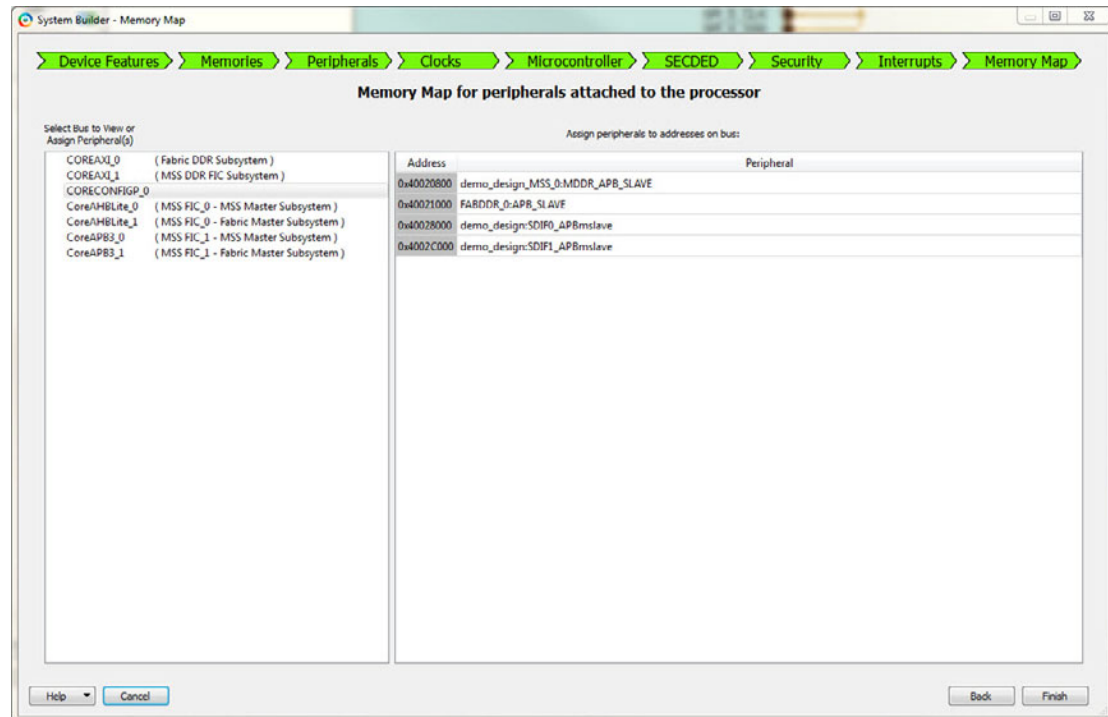 System Builder - Memory Map
Device Features Memories Peripherals Clocks Microcontroller SECDED Security Interrupts Memory Map
Memory Map for peripherals attached to the processor
Select Bus to View or
Assign Peripheral(s)
Assign peripherals to addresses on bus:
COREAXI_0 ( Fabric DDR Subsystem )
COREAXI_1 ( MSS DDR FIC Subsystem )
CORECONFIGP_0
CoreAHBLite_0 ( MSS FIC_0 - MSS Master Subsystem )
CoreAHBLite_1 ( MSS FIC_0 - Fabric Master Subsystem )
CoreAPB3_0 ( MSS FIC_1 - MSS Master Subsystem )
CoreAPB3_1 ( MSS FIC_1 - Fabric Master Subsystem )
Address Peripheral
0x40020800 demo_design_MSS_0:MDDR_APB_SLAVE
0x40021000 FABDDR_0:APB_SLAVE
0x40028000 demo_design:SDIF0_APBmslave
0x4002C000 demo_design:SDIF1_APBmslave
Help Cancel Back Finish